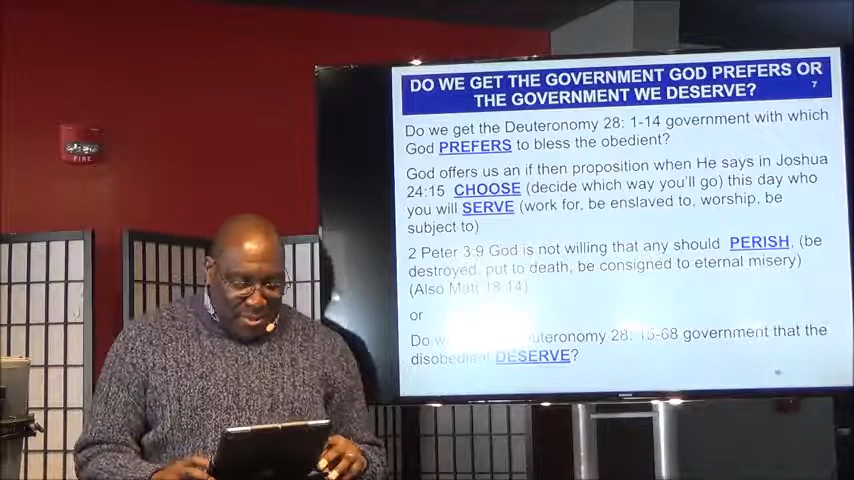 DO WE GET THE GOVERNMENT GOD PREFERS OR
THE GOVERNMENT WE DESERVE?
7
Do we get the Deuteronomy 28: 1-14 government with which
God PREFERS to bless the obedient?
God offers us an if then proposition when He says in Joshua
24:15 CHOOSE (decide which way you'll go) this day who
you will SERVE (work for, be enslaved to, worship, be
subject to)
2 Peter 3:9 God is not willing that any should PERISH, (be
destroyed, put to death, be consigned to eternal misery)
(Also Matt 18:14)
or
Do 28: 15-68 government that the
disobedient DESERVE?
FIRE